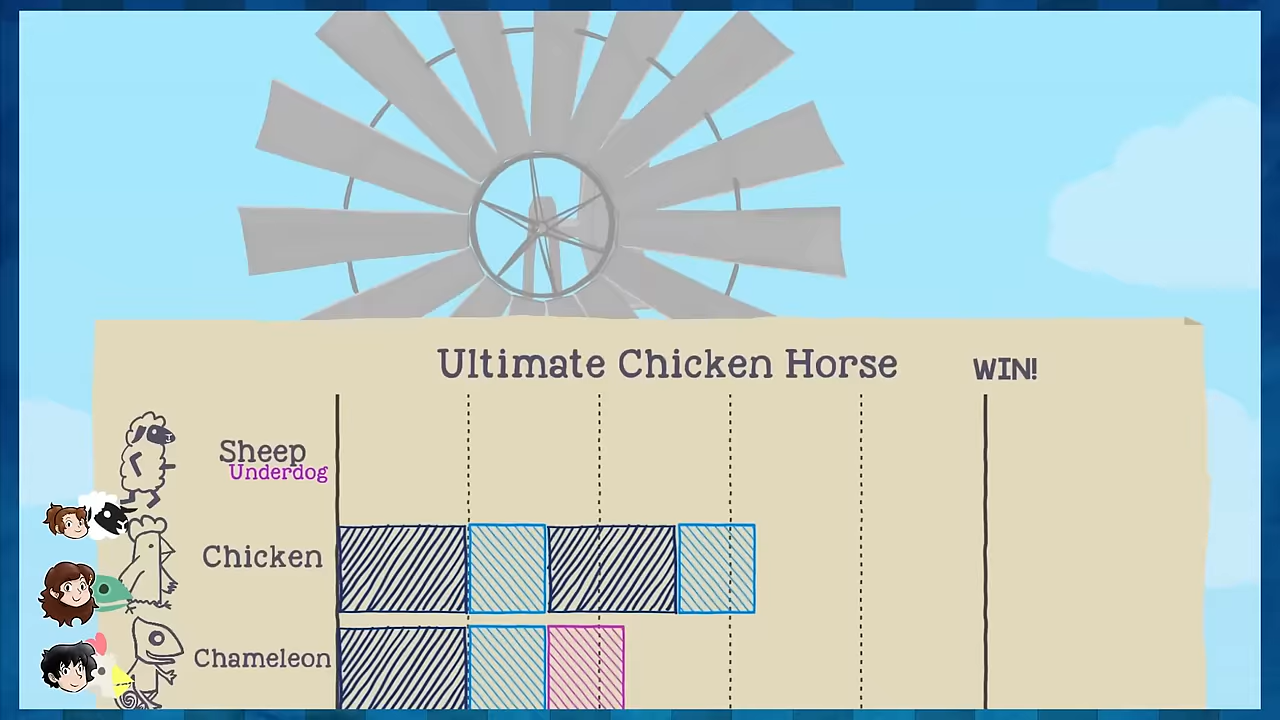 Ultimate Chicken Horse
WIN!
Sheep
Underdog
Chicken
Chameleon